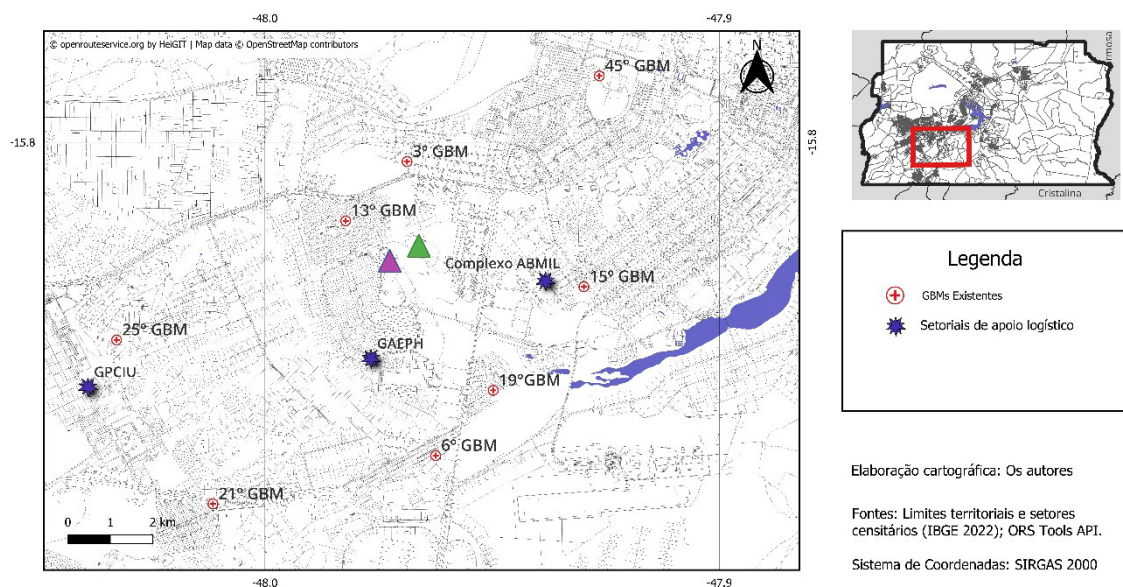 -48.0
-47.9
© openrouteservice.org by HeiGIT | Map data © OpenStreetMap contributors
N
45° GBM
-15.8
-15.8
3° GBM
13° GBM
Complexo ABMIL
15° GBM
25° GBM
GAEPH
GPCIU
19°GBM
6° GBM
21° GBM
0 1 2 km
-48.0
-47.9
Cristalina
Legenda
GBMs Existentes
Setoriais de apoio logístico
Elaboração cartográfica: Os autores
Fontes: Limites territoriais e setores
censitários (IBGE 2022); ORS Tools API.
Sistema de Coordenadas: SIRGAS 2000